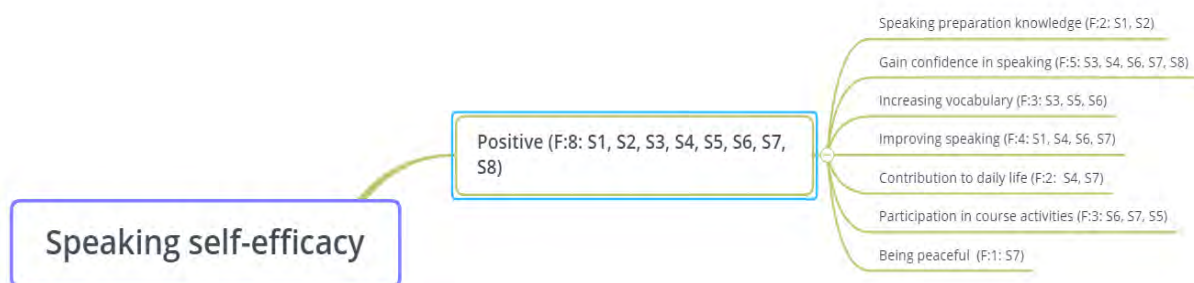 Speaking self-efficacy
Positive (F:8: S1, S2, S3, S4, S5, S6, S7,
S8)
Speaking preparation knowledge (F:2: S1, S2)
Gain confidence in speaking (F:5: S3, S4, S6, S7, S8)
Increasing vocabulary (F:3: S3, S5, S6)
Improving speaking (F:4: S1, S4, S6, S7)
Contribution to daily life (F:2:  S4, S7)
Participation in course activities (F:3: S6, S7, S5)
Being peaceful  (F:1: S7)